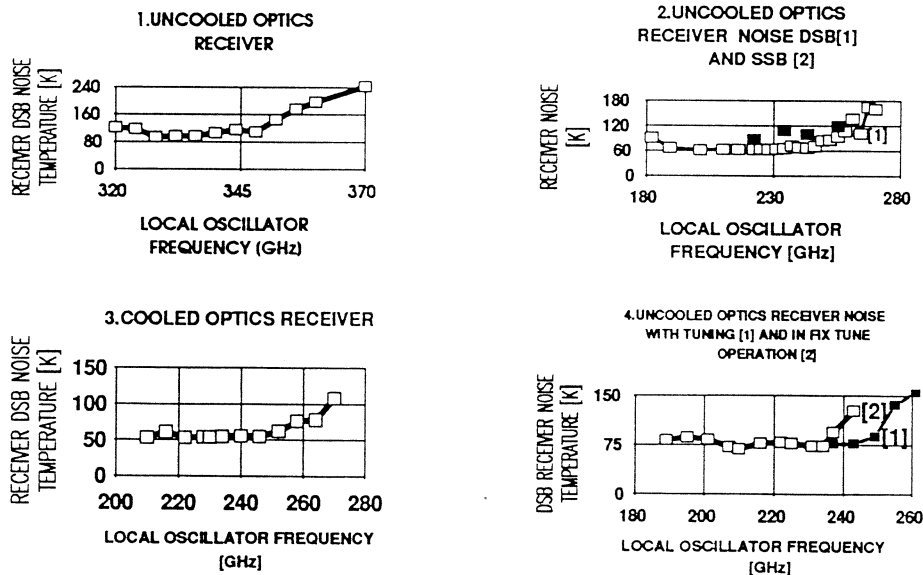 1.UNCOOLED OPTICS
RECEIVER
RECEIVER DSB NOISE
TEMPERATURE [K]
240
160
80
0
320
345
370
LOCAL OSCILLATOR
FREQUENCY (GHz)
2.UNCOOLED OPTICS
RECEIVER NOISE DSB[1]
AND SSB [2]
RECEIVER NOISE
[K]
180
120
60
0
[1]
180
230
280
LOCAL OSCILLATOR
FREQUENCY [GHz]
3.COOLED OPTICS RECEIVER
RECEIVER DSB NOISE
TEMPERATURE [K]
150
100
50
0
200
220
240
260
280
LOCAL OSCILLATOR FREQUENCY
[GHz]
4.UNCOOLED OPTICS RECEIVER NOISE
WITH TUNING [1] AND IN FIX TUNE
OPERATION [2]
DSB RECEIVER NOISE
TEMPERATURE [K]
150
75
0
[2]
[1]
180
200
220
240
260
LOCAL OSCILLATOR FREQUENCY
[GHz]